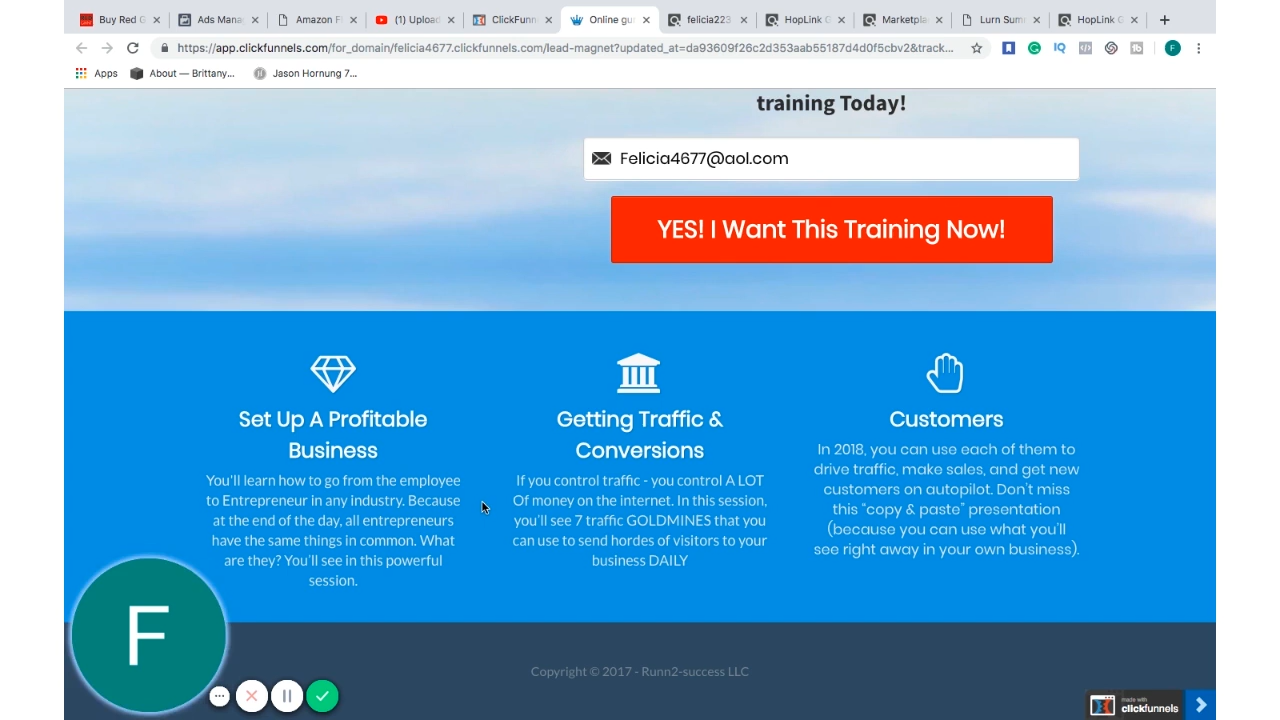 Buy Red G
Ads Mana
Amazon F
(1) Upload
ClickFunn
Online gu
felicia223
HopLink G
Marketpla
Lurn Sum
HopLink G
https://app.clickfunnels.com/for_domain/felicia4677.clickfunnels.com/lead-magnet?updated_at=da93609f26c2d353aab55187d4d0f5cbv2&track...
IQ
F
Apps
About — Brittany...
Jason Hornung 7...
training Today!
Felicia4677@aol.com
YES! I Want This Training Now!
Set Up A Profitable
Business
You'll learn how to go from the employee
to Entrepreneur in any industry. Because
at the end of the day, all entrepreneurs
have the same things in common. What
are they? You'll see in this powerful
session.
Getting Traffic &
Conversions
If you control traffic - you control A LOT
Of money on the internet. In this session,
you'll see 7 traffic GOLDMINES that you
can use to send hordes of visitors to your
business DAILY
Customers
In 2018, you can use each of them to
drive traffic, make sales, and get new
customers on autopilot. Don't miss
this "copy & paste" presentation
(because you can use what you'll
see right away in your own business).
F
Copyright © 2017 - Runn2-success LLC
made with
clickfunnels